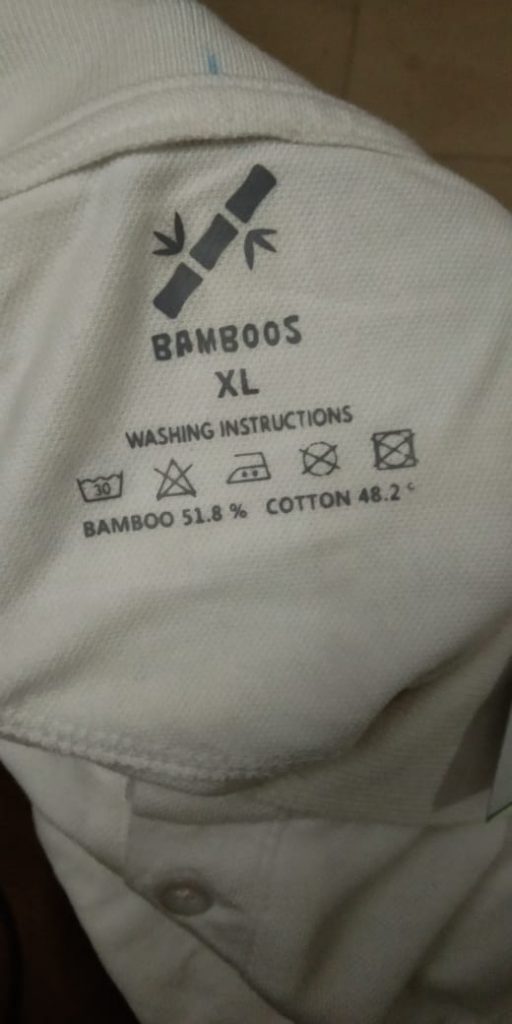 BAMBOOS
XL
WASHING INSTRUCTIONS
30
BAMBOO 51.8 % COTTON 48.2